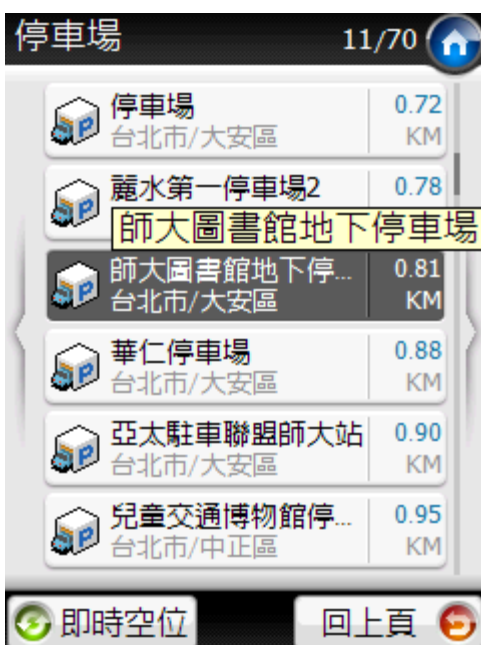 停車場 11/70
停車場 0.72
台北市/大安區 KM
麗水第一停車場2 0.78
師大圖書館地下停車場
師大圖書館地下停... 0.81
台北市/大安區 KM
華仁停車場 0.88
台北市/大安區 KM
亞太駐車聯盟師大站 0.90
台北市/大安區 KM
兒童交通博物館停... 0.95
台北市/中正區 KM
即時空位 回上頁